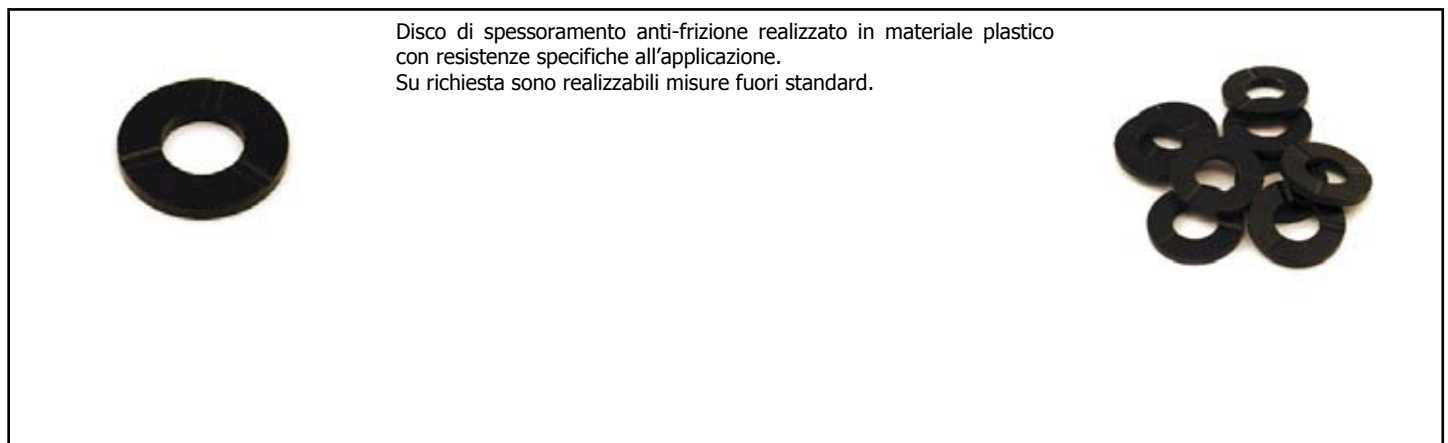 Disco di spessoramento anti-frizione realizzato in materiale plastico
con resistenze specifiche all’applicazione.
Su richiesta sono realizzabili misure fuori standard.